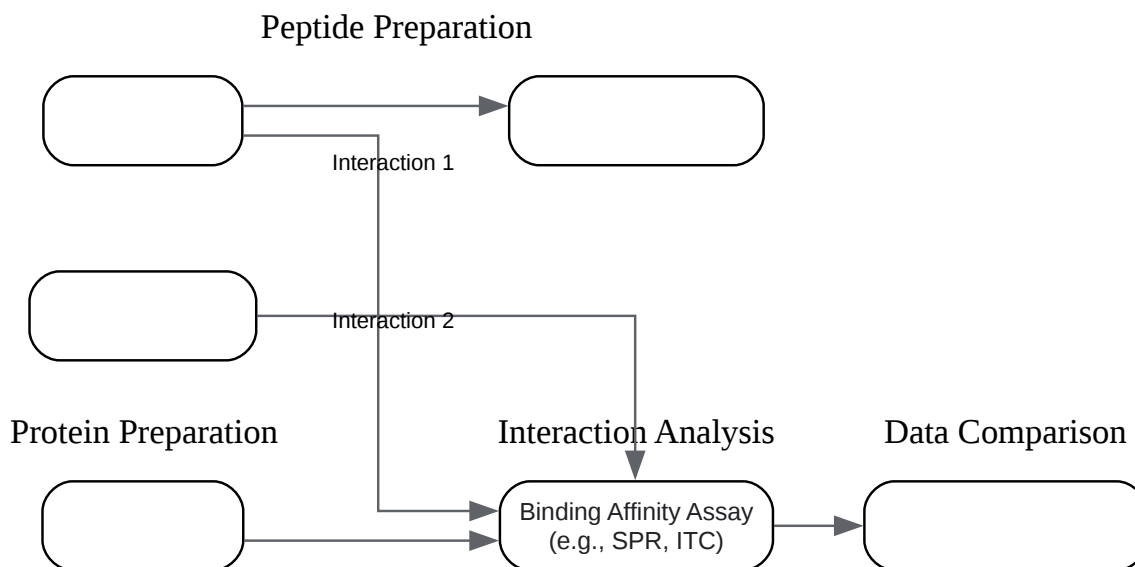 Peptide Preparation
Interaction 1
Interaction 2
Protein Preparation
Interaction Analysis
Data Comparison
Binding Affinity Assay
(e.g., SPR, ITC)